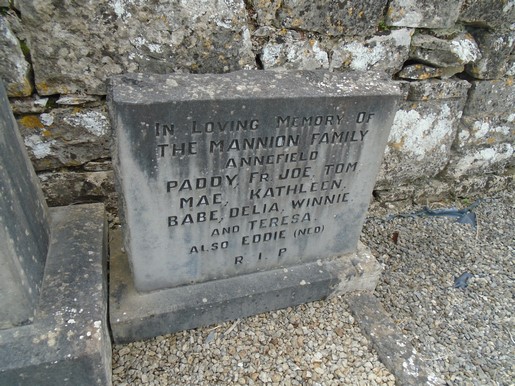 IN LOVING MEMORY OF
THE MANNION FAMILY
ANNEFIELD
PADDY, FR. JOE, TOM
MAE, KATHLEEN,
BABE, DELIA, WINNIE
AND TERESA
ALSO EDDIE (NED)
R I P